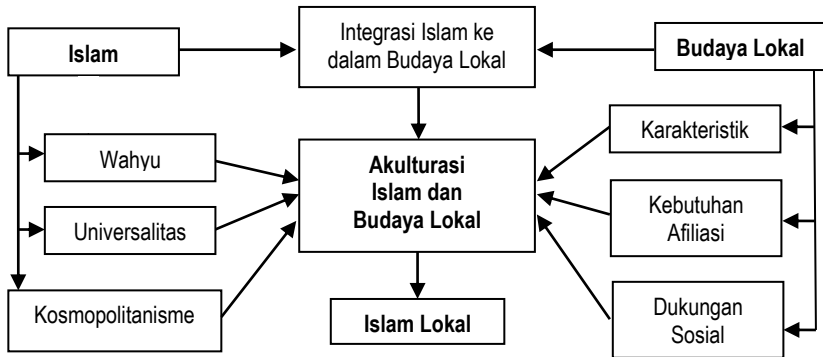 Islam
Integrasi Islam ke
dalam Budaya Lokal
Budaya Lokal
Wahyu
Universalitas
Kosmopolitanisme
Akulturasi
Islam dan
Budaya Lokal
Karakteristik
Kebutuhan
Afiliasi
Dukungan
Sosial
Islam Lokal